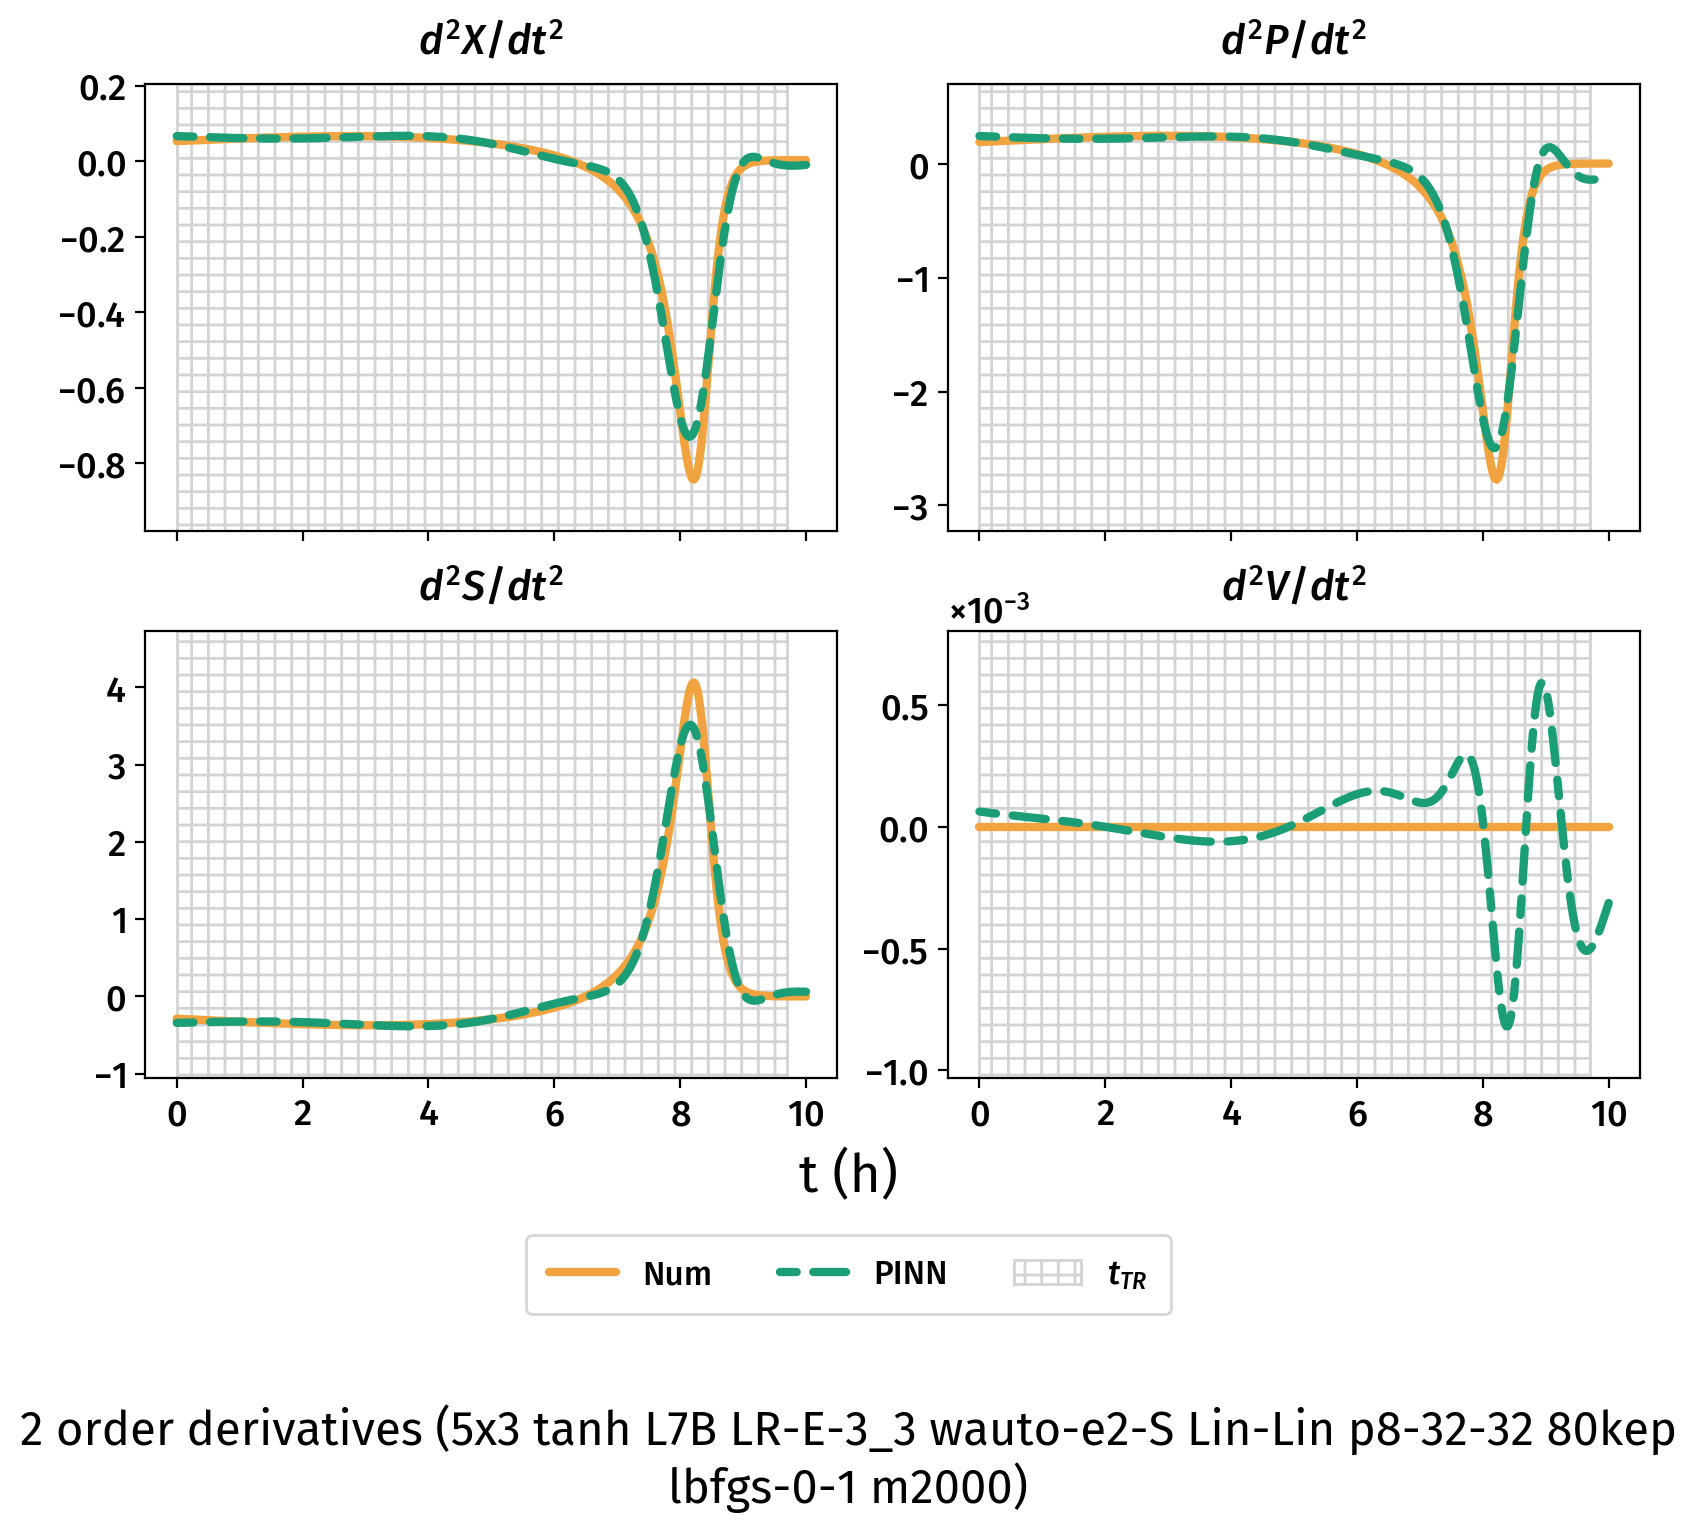 d²X/dt²
d²P/dt²
0.2
0.0
−0.2
−0.4
−0.6
−0.8
0
−1
−2
−3
d²S/dt²
d²V/dt²
×10⁻³
4
3
2
1
0
−1
0.5
0.0
−0.5
−1.0
0 2 4 6 8 10
0 2 4 6 8 10
t (h)
Num PINN t_TR
2 order derivatives (5x3 tanh L7B LR-E-3_3 wauto-e2-S Lin-Lin p8-32-32 80kep
lbfgs-0-1 m2000)